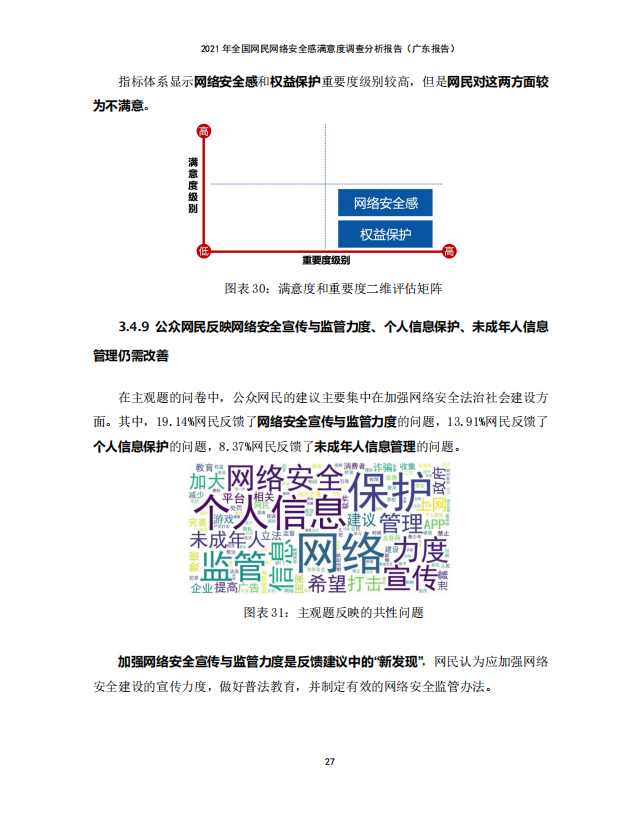 2021 年全国网民网络安全感满意度调查分析报告（广东报告）
指标体系显示网络安全感和权益保护重要度级别较高，但是网民对这两方面较
为不满意。
高
满意度级别
网络安全感
权益保护
低
重要度级别
高
图表 30：满意度和重要度二维评估矩阵
3.4.9 公众网民反映网络安全宣传与监管力度、个人信息保护、未成年人信息
管理仍需改善
在主观题的问卷中，公众网民的建议主要集中在加强网络安全法治社会建设方
面。其中，19.14%网民反馈了网络安全宣传与监管力度的问题，13.91%网民反馈了
个人信息保护的问题，8.37%网民反馈了未成年人信息管理的问题。
教育
网络安全
消费者
诈骗
收集
保护
政府
加大
减少
平台
相关
个人信息
上网
完善
游戏
网民
建议
管理
APP
未成年人
立法
网络
力度
数据
监管
信息
希望
打击
宣传
建设
企业
提高
广告
国家
泄露
图表 31：主观题反映的共性问题
加强网络安全宣传与监管力度是反馈建议中的“新发现”，网民认为应加强网络
安全建设的宣传力度，做好普法教育，并制定有效的网络安全监管办法。
27